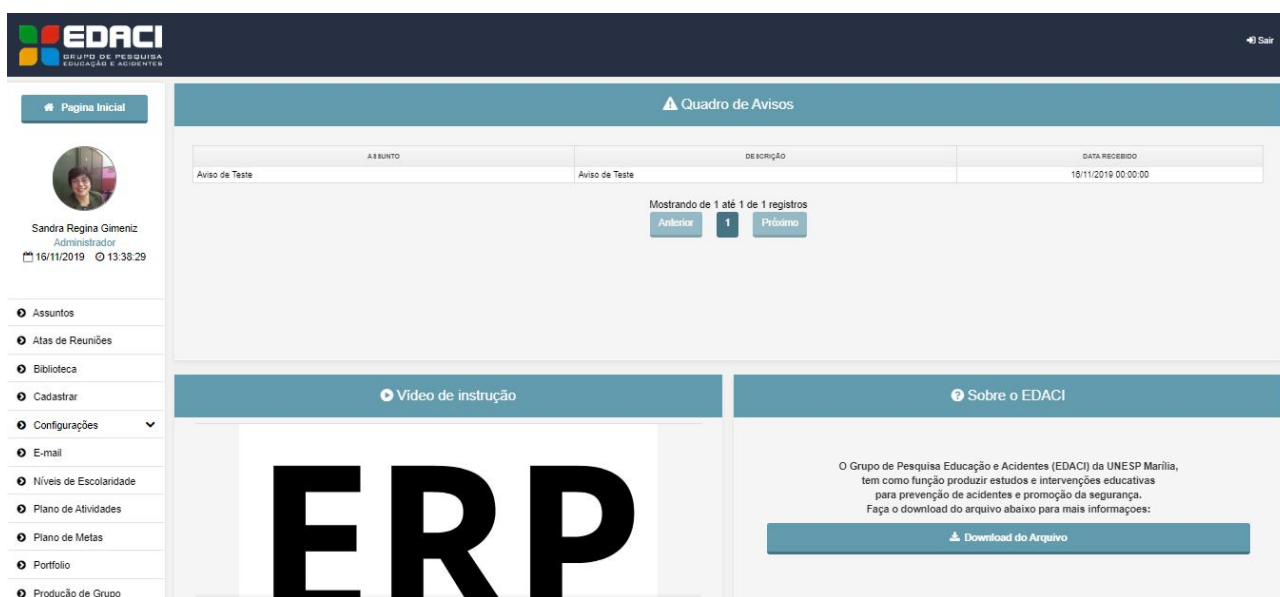 EDACI
GRUPO DE PESQUISA
EDUCAÇÃO E ACIDENTES
Sair
Pagina Inicial
Sandra Regina Gimeniz
Administrador
16/11/2019 13:38:29
Assuntos
Atas de Reuniões
Biblioteca
Cadastrar
Configurações
E-mail
Níveis de Escolaridade
Plano de Atividades
Plano de Metas
Portfolio
Produção de Grupo
Quadro de Avisos
ASSUNTO DESCRIÇÃO DATA RECEBIDO
Aviso de Teste Aviso de Teste 16/11/2019 00:00:00
Mostrando de 1 até 1 de 1 registros
Anterior 1 Próximo
Vídeo de instrução
ERP
Sobre o EDACI
O Grupo de Pesquisa Educação e Acidentes (EDACI) da UNESP Marília,
tem como função produzir estudos e intervenções educativas
para prevenção de acidentes e promoção da segurança.
Faça o download do arquivo abaixo para mais informaçoes:
Download do Arquivo